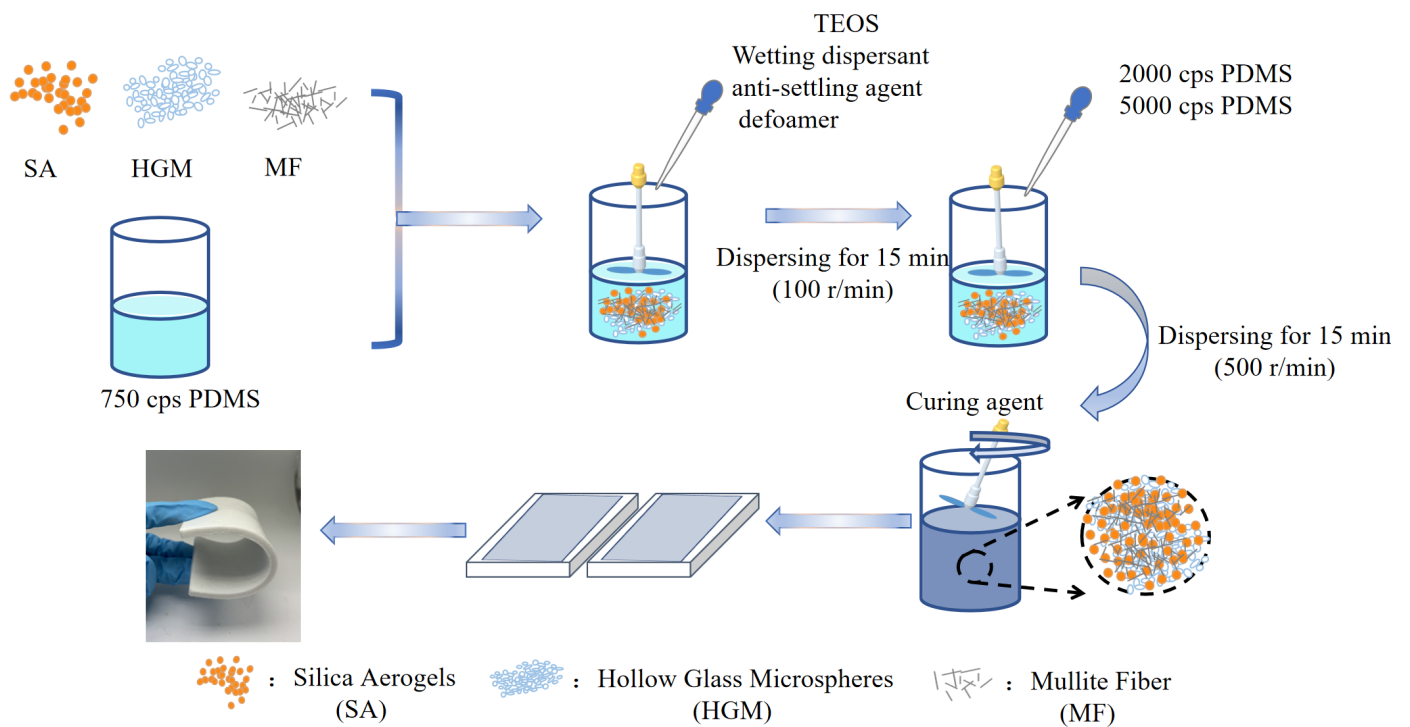 TEOS
Wetting dispersant
anti-settling agent
defoamer
2000 cps PDMS
5000 cps PDMS
SA
HGM
MF
Dispersing for 15 min
(100 r/min)
Dispersing for 15 min
(500 r/min)
750 cps PDMS
Curing agent
: Silica Aerogels
(SA)
: Hollow Glass Microspheres
(HGM)
: Mullite Fiber
(MF)